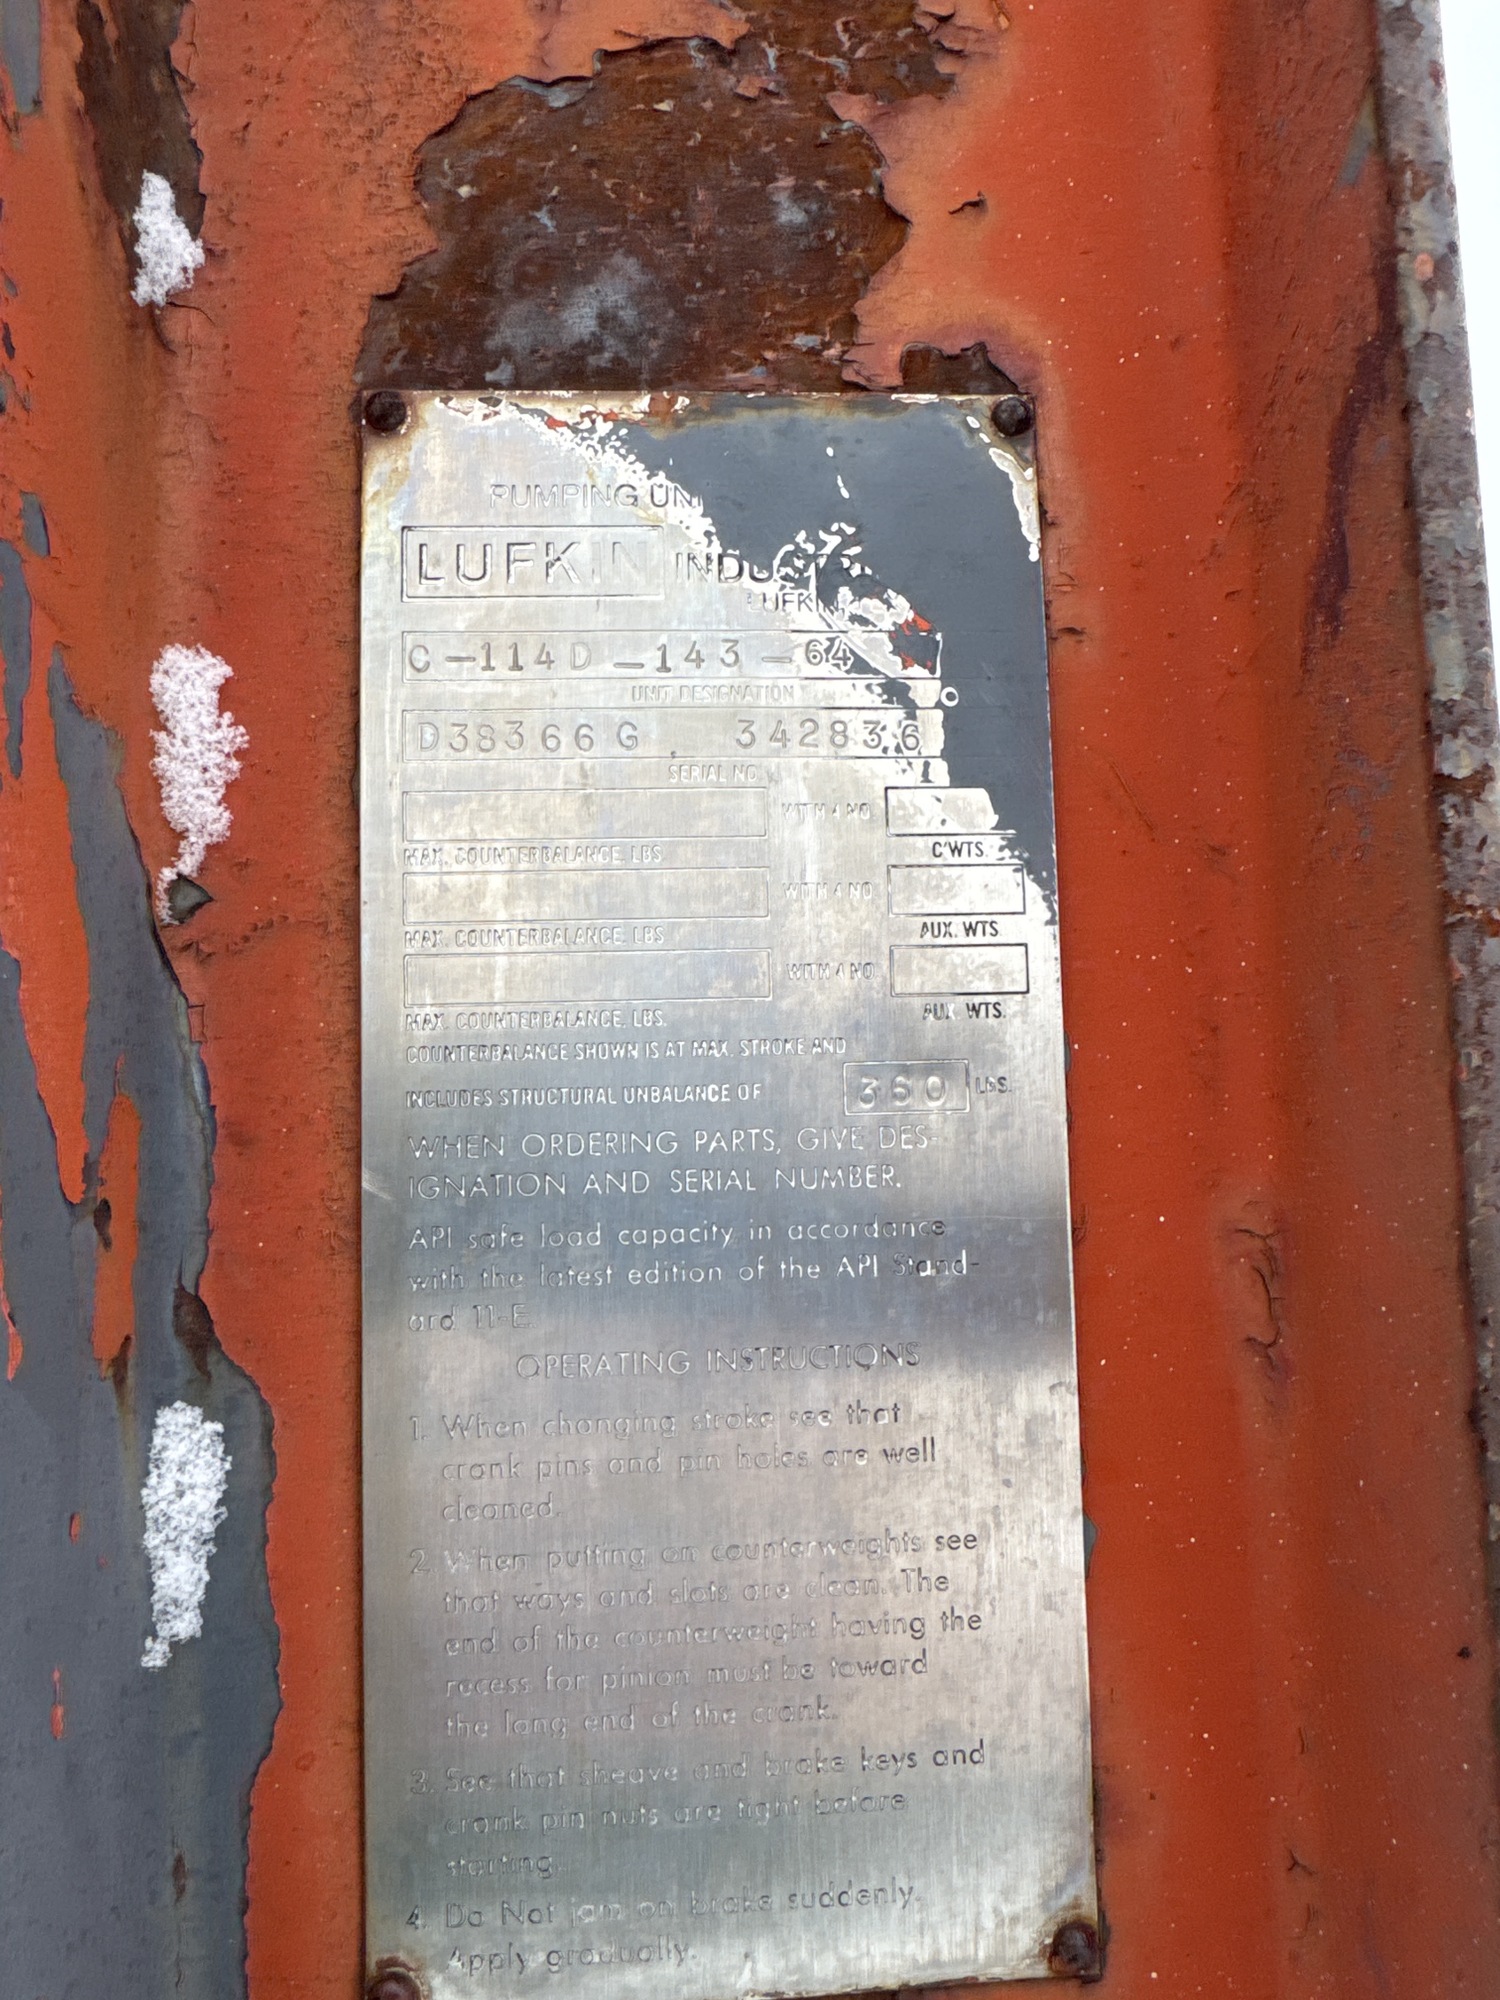 PUMPING UN
LUFKIN INDUST
LUFKIN
C-114D-143-64
UNIT DESIGNATION
D38366G 342836
SERIAL NO.
WITH 4 NO.
MAX. COUNTERBALANCE, LBS. C'WTS.
WITH 4 NO.
MAX. COUNTERBALANCE, LBS. AUX. WTS.
WITH 4 NO.
MAX. COUNTERBALANCE, LBS. AUX. WTS.
COUNTERBALANCE SHOWN IS AT MAX. STROKE AND
INCLUDES STRUCTURAL UNBALANCE OF 360 LBS.
WHEN ORDERING PARTS, GIVE DES-
IGNATION AND SERIAL NUMBER.
API safe load capacity in accordance
with the latest edition of the API Stand-
ard 11-E.
OPERATING INSTRUCTIONS
1. When changing stroke see that
crank pins and pin holes are well
cleaned.
2. When putting on counterweights see
that ways and slots are clean. The
end of the counterweight having the
recess for pinion must be toward
the long end of the crank.
3. See that sheave and brake keys and
crank pin nuts are tight before
starting.
4. Do Not jam on brake suddenly.
Apply gradually.